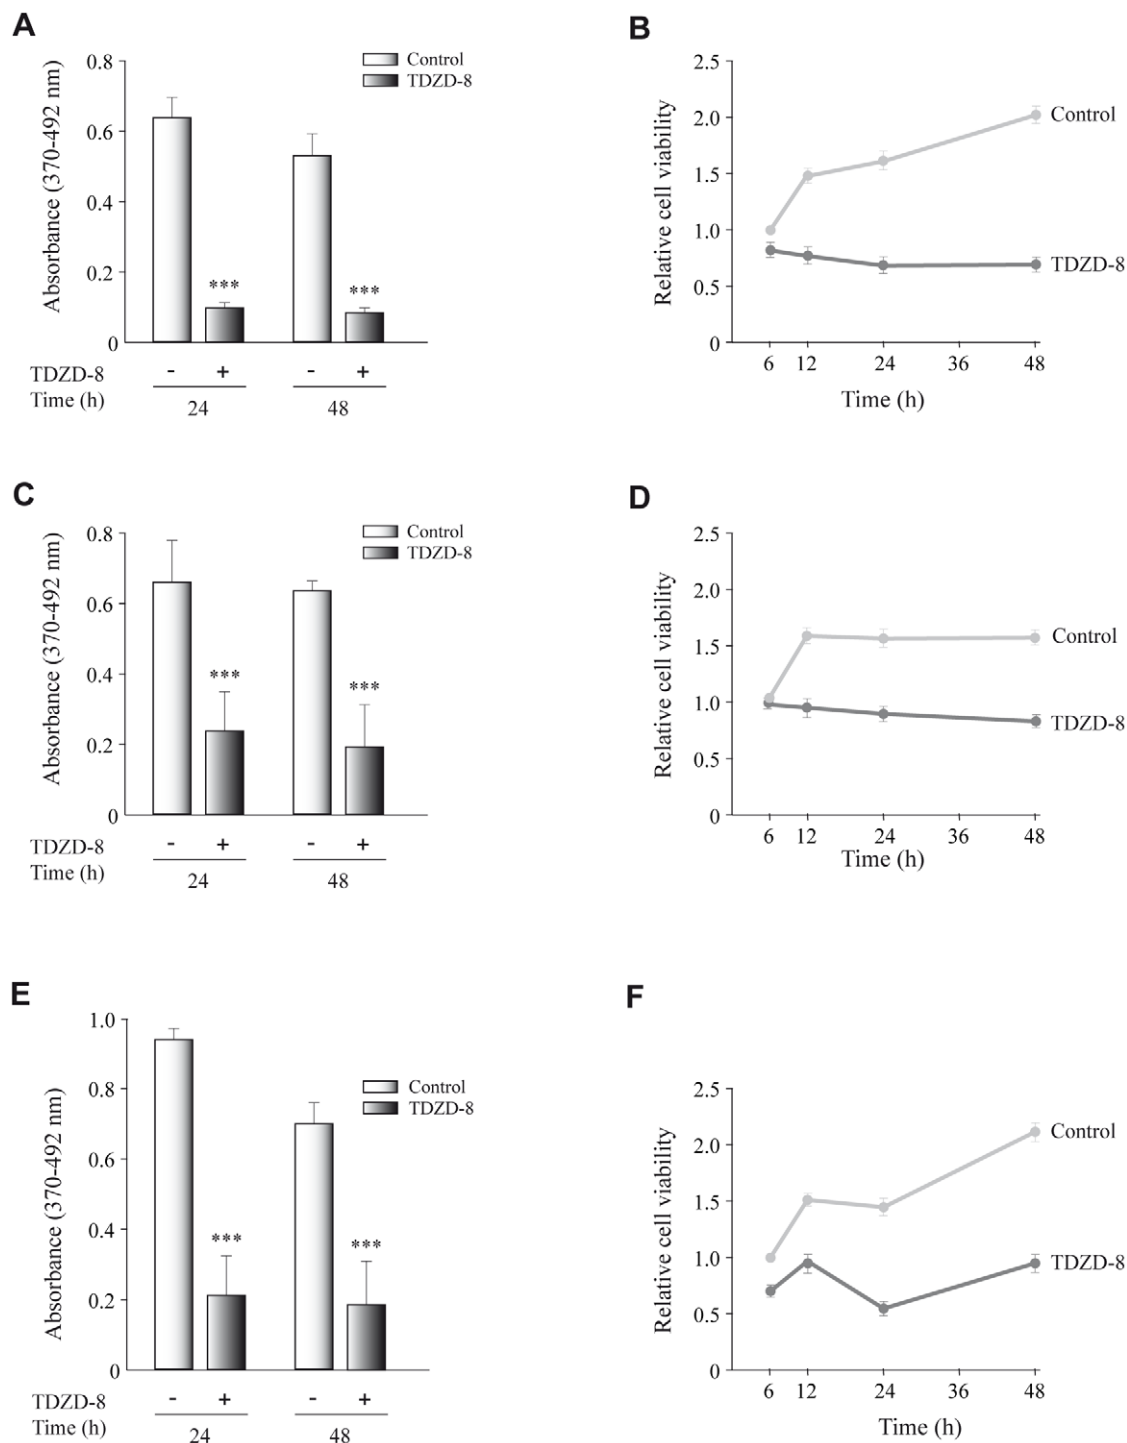 A
Absorbance (370-492 nm)
0.8
0.6
0.4
0.2
0
Control
TDZD-8
***
***
TDZD-8 - + - +
Time (h) 24 48
B
Relative cell viability
2.5
2.0
1.5
1.0
0.5
0
Control
TDZD-8
6 12 24 36 48
Time (h)
C
Absorbance (370-492 nm)
0.8
0.6
0.4
0.2
0
Control
TDZD-8
***
***
TDZD-8 - + - +
Time (h) 24 48
D
Relative cell viability
2.5
2.0
1.5
1.0
0.5
0
Control
TDZD-8
6 12 24 36 48
Time (h)
E
Absorbance (370-492 nm)
1.0
0.8
0.6
0.4
0.2
0
Control
TDZD-8
***
***
TDZD-8 - + - +
Time (h) 24 48
F
Relative cell viability
2.5
2.0
1.5
1.0
0.5
0
Control
TDZD-8
6 12 24 36 48
Time (h)